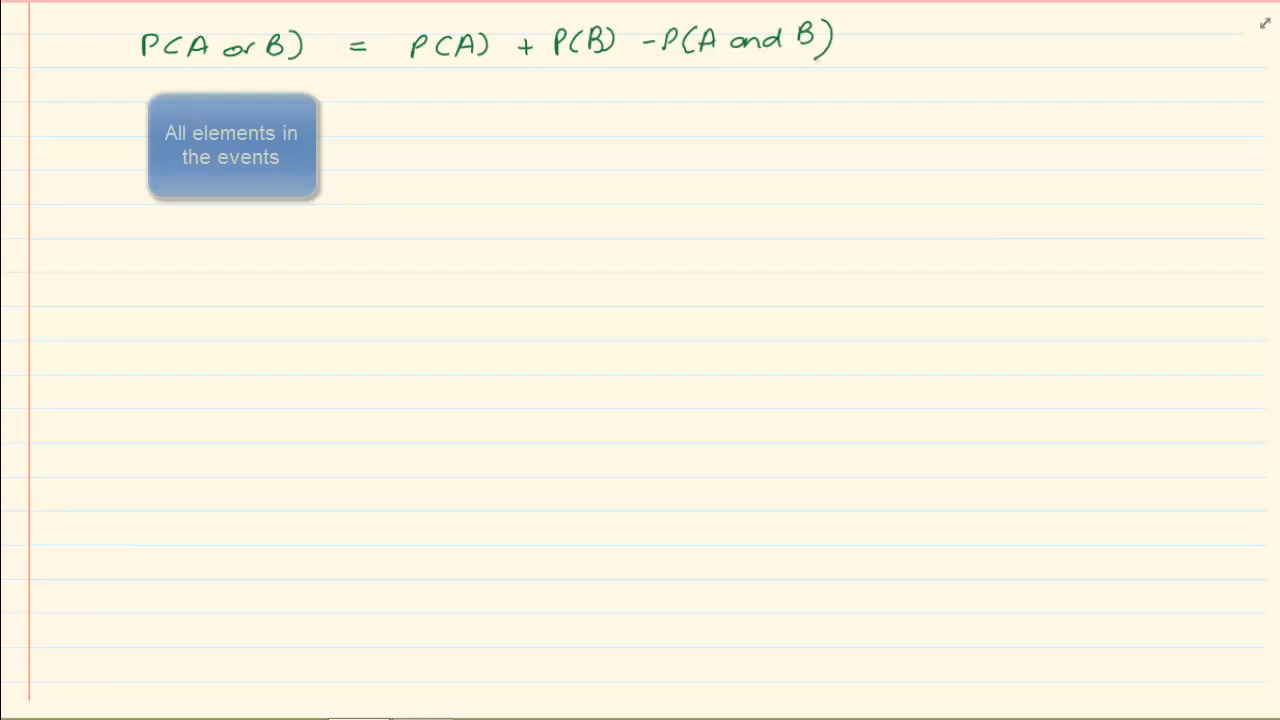 P(A or B) = P(A) + P(B) - P(A and B)
All elements in
the events